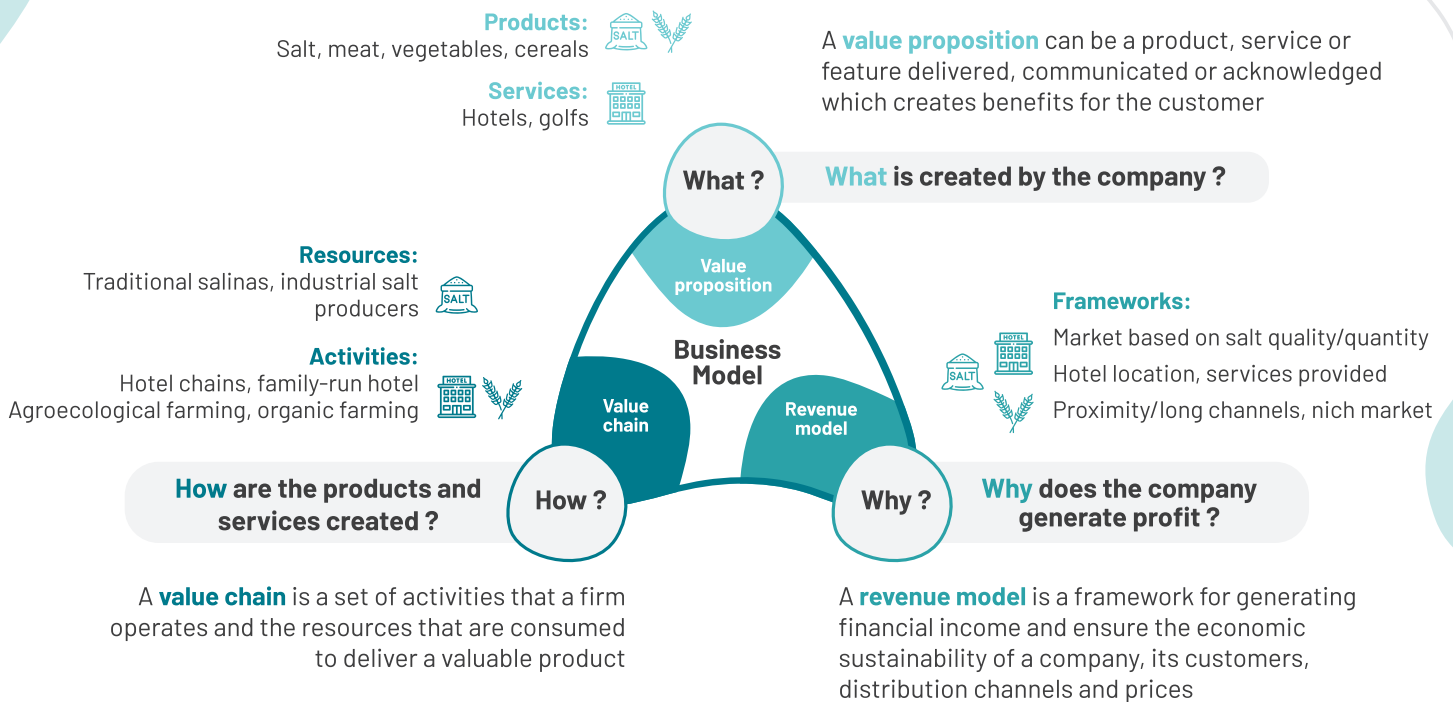 Products:
Salt, meat, vegetables, cereals
SALT
Services:
Hotels, golfs
HOTEL
A value proposition can be a product, service or
feature delivered, communicated or acknowledged
which creates benefits for the customer
What ?
What is created by the company ?
Value
proposition
Business
Model
Value
chain
Revenue
model
Resources:
Traditional salinas, industrial salt
producers
SALT
Activities:
Hotel chains, family-run hotel
Agroecological farming, organic farming
HOTEL
Frameworks:
Market based on salt quality/quantity
Hotel location, services provided
Proximity/long channels, nich market
HOTEL
SALT
How are the products and
services created ?
How ?
Why ?
Why does the company
generate profit ?
A value chain is a set of activities that a firm
operates and the resources that are consumed
to deliver a valuable product
A revenue model is a framework for generating
financial income and ensure the economic
sustainability of a company, its customers,
distribution channels and prices